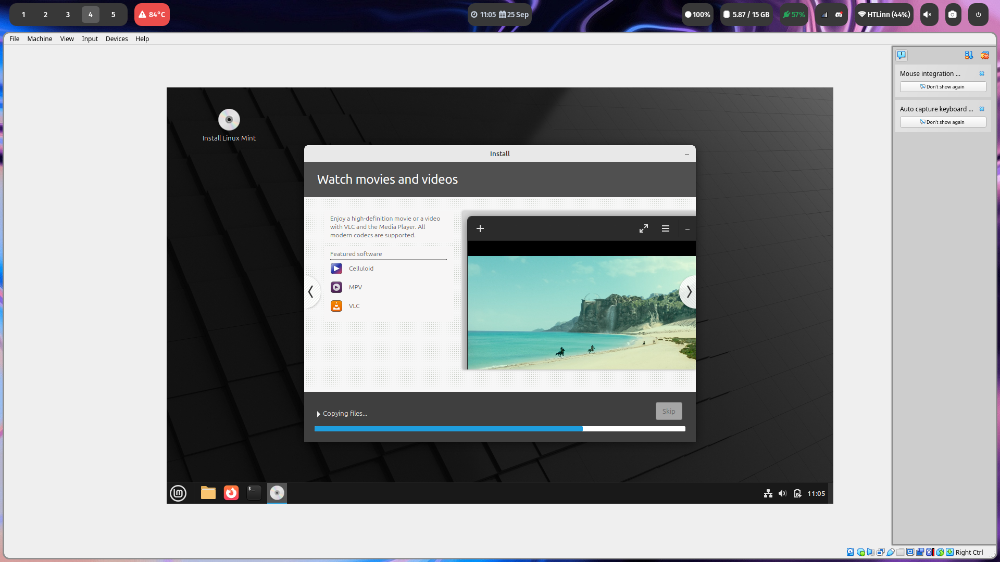 1 2 3 4 5 84°C 11:05 25 Sep 100% 5.87 / 15 GB 57% HTLinn (44%)
File Machine View Input Devices Help
Mouse integration ...
Don't show again
Auto capture keyboard ...
Don't show again
Install Linux Mint
Install
Watch movies and videos
Enjoy a high-definition movie or a video
with VLC and the Media Player. All
modern codecs are supported.
Featured software
Celluloid
MPV
VLC
Copying files...
Skip
$_
11:05
Right Ctrl